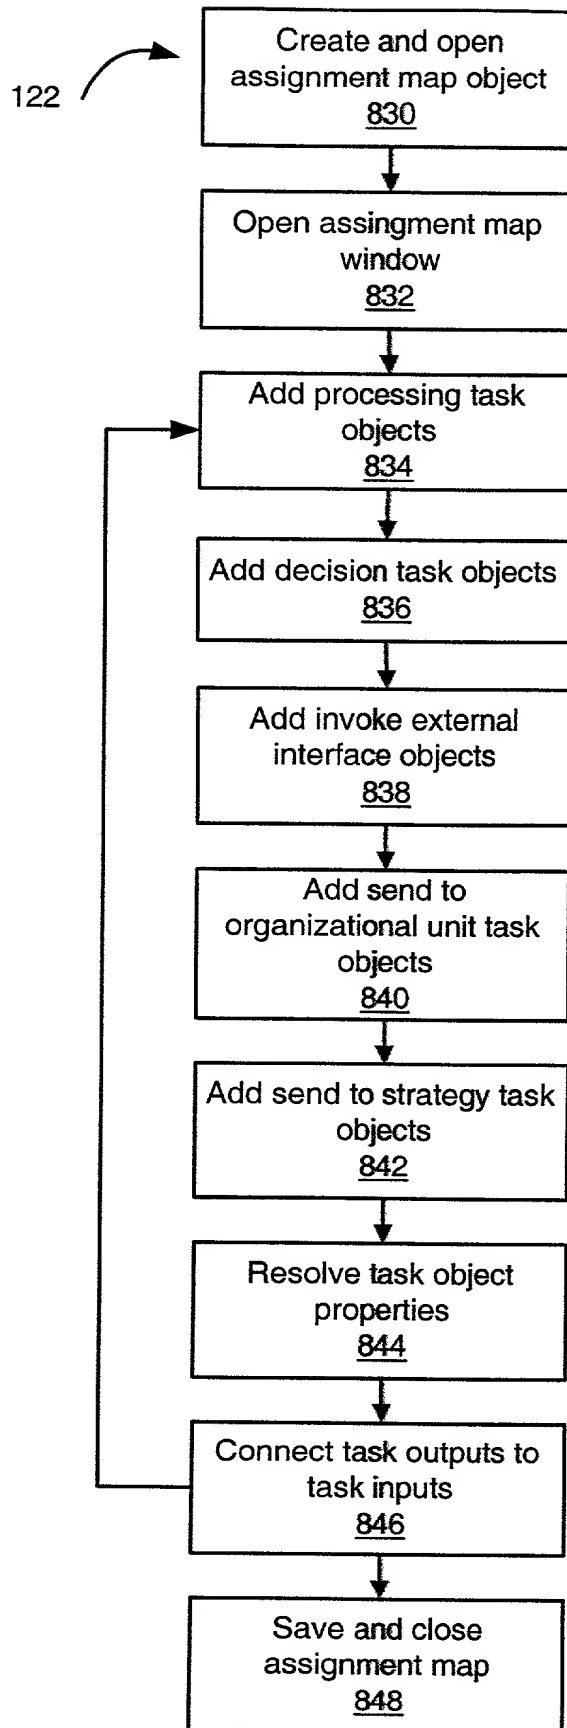 122
Create and open
assignment map object
830
Open assingment map
window
832
Add processing task
objects
834
Add decision task objects
836
Add invoke external
interface objects
838
Add send to
organizational unit task
objects
840
Add send to strategy task
objects
842
Resolve task object
properties
844
Connect task outputs to
task inputs
846
Save and close
assignment map
848